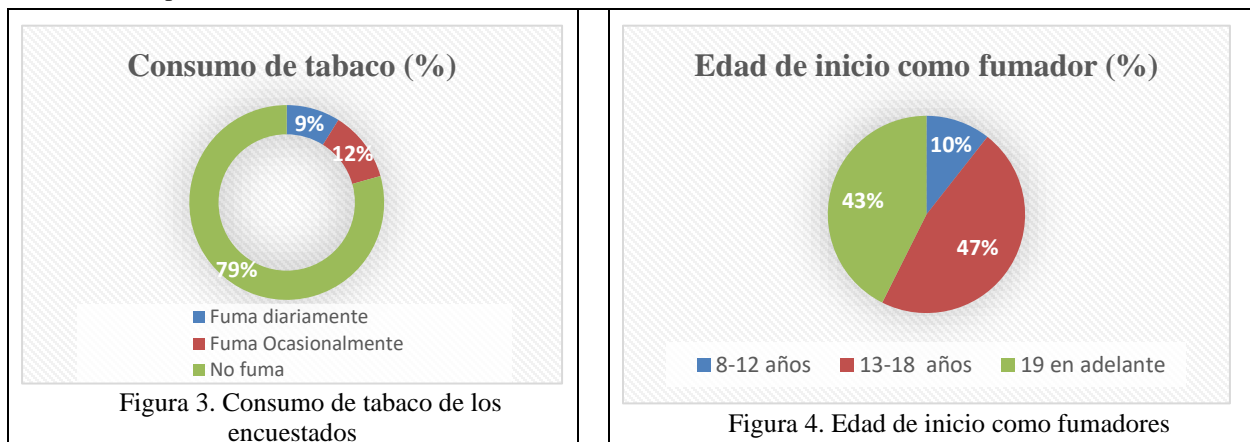 Consumo de tabaco (%)
9%
12%
79%
Fuma diariamente
Fuma Ocasionalmente
No fuma
Figura 3. Consumo de tabaco de los
encuestados
Edad de inicio como fumador (%)
10%
43%
47%
8-12 años 13-18 años 19 en adelante
Figura 4. Edad de inicio como fumadores